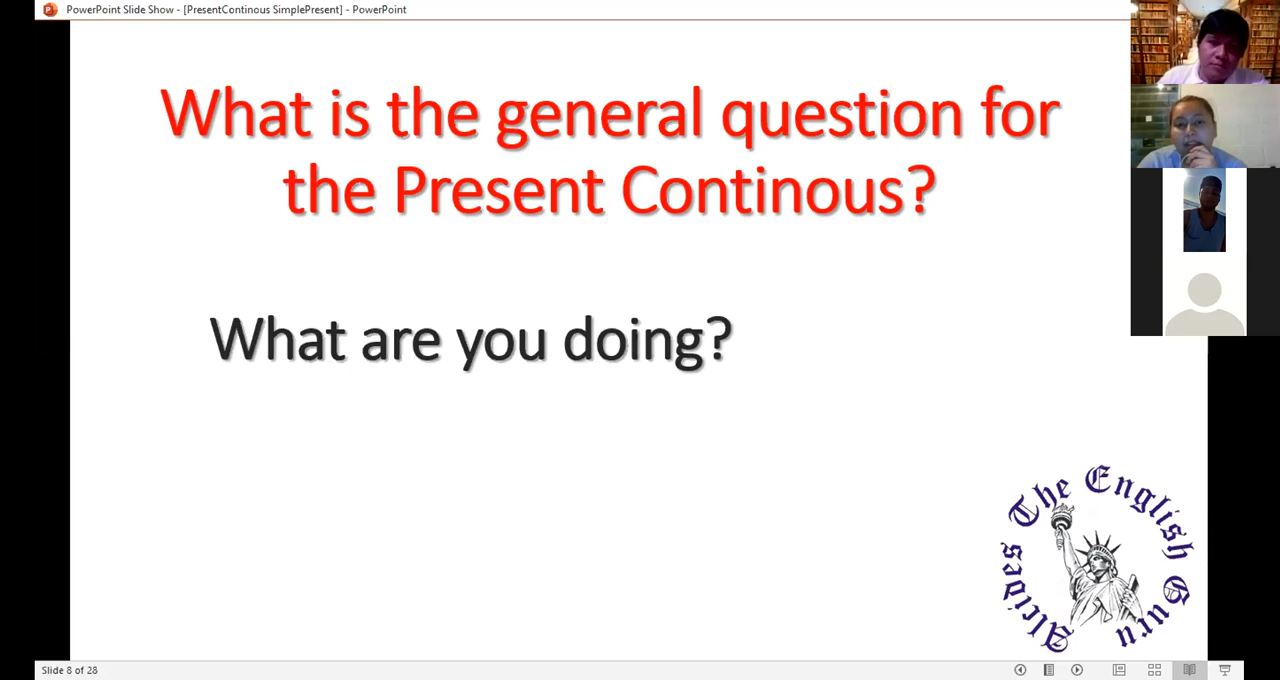 PowerPoint Slide Show - [PresentContinous SimplePresent] - PowerPoint
What is the general question for
the Present Continous?
What are you doing?
Alcides The English Guru
Slide 8 of 28